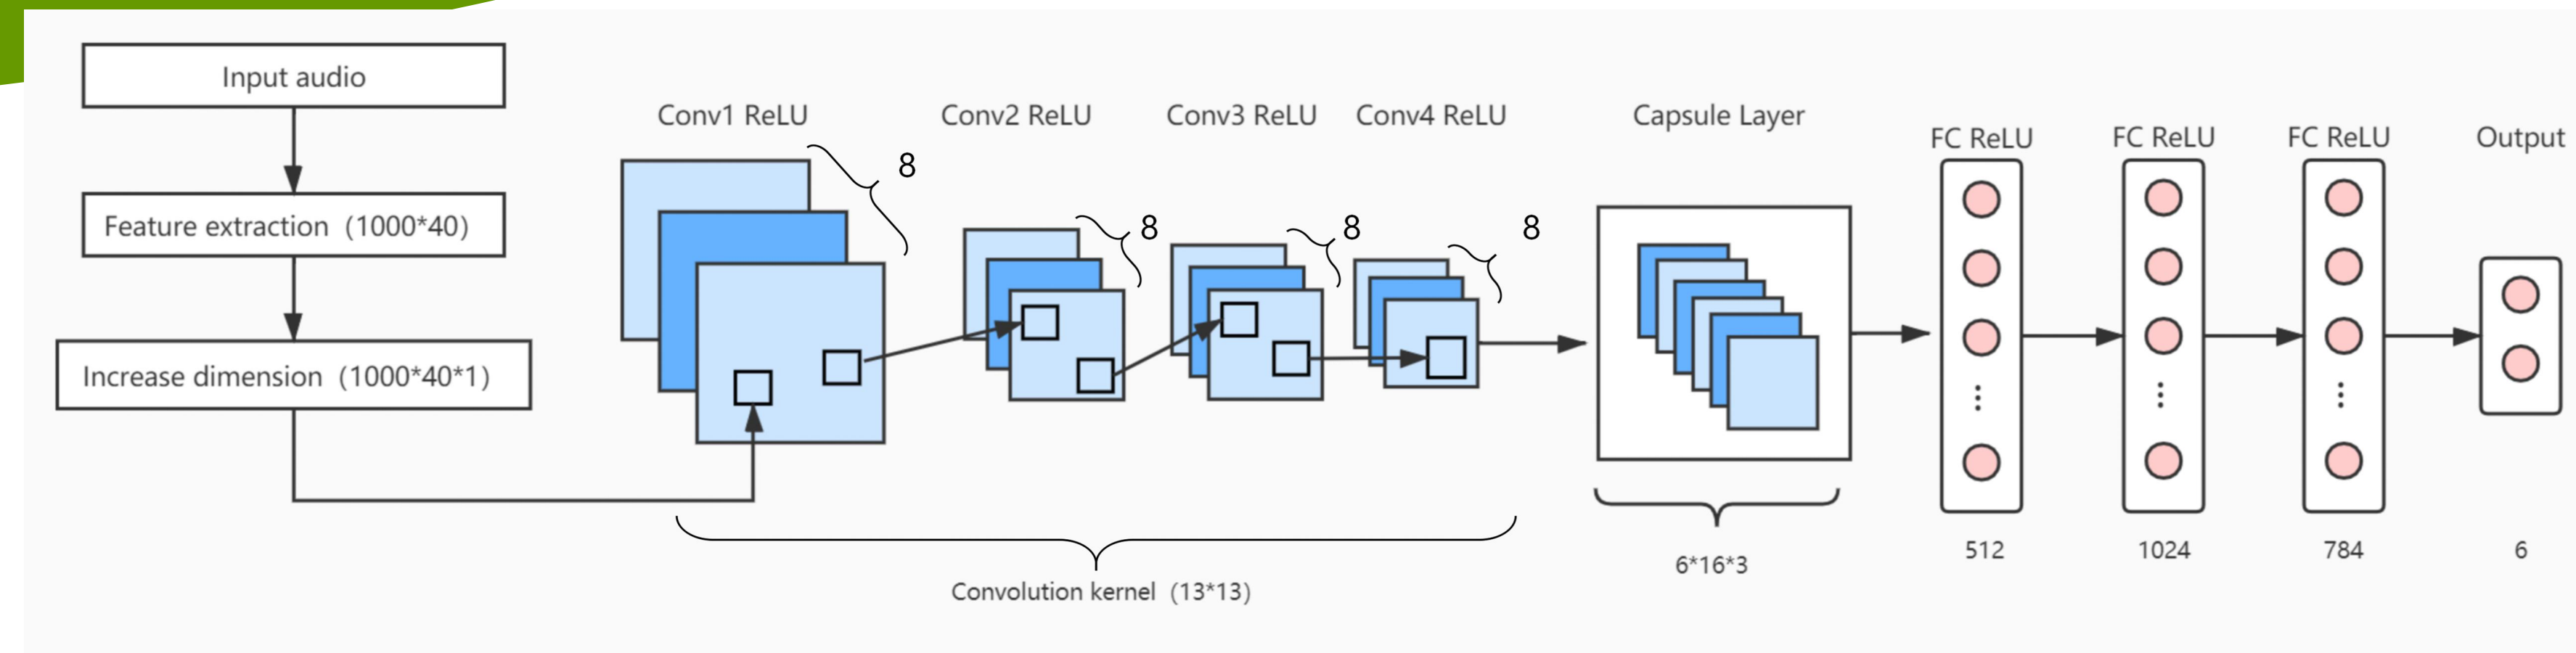 Input audio
Feature extraction（1000*40）
Increase dimension（1000*40*1）
Conv1 ReLU
8
Conv2 ReLU
8
Conv3 ReLU
8
Conv4 ReLU
8
Convolution kernel（13*13）
Capsule Layer
6*16*3
FC ReLU
512
FC ReLU
1024
FC ReLU
784
Output
6